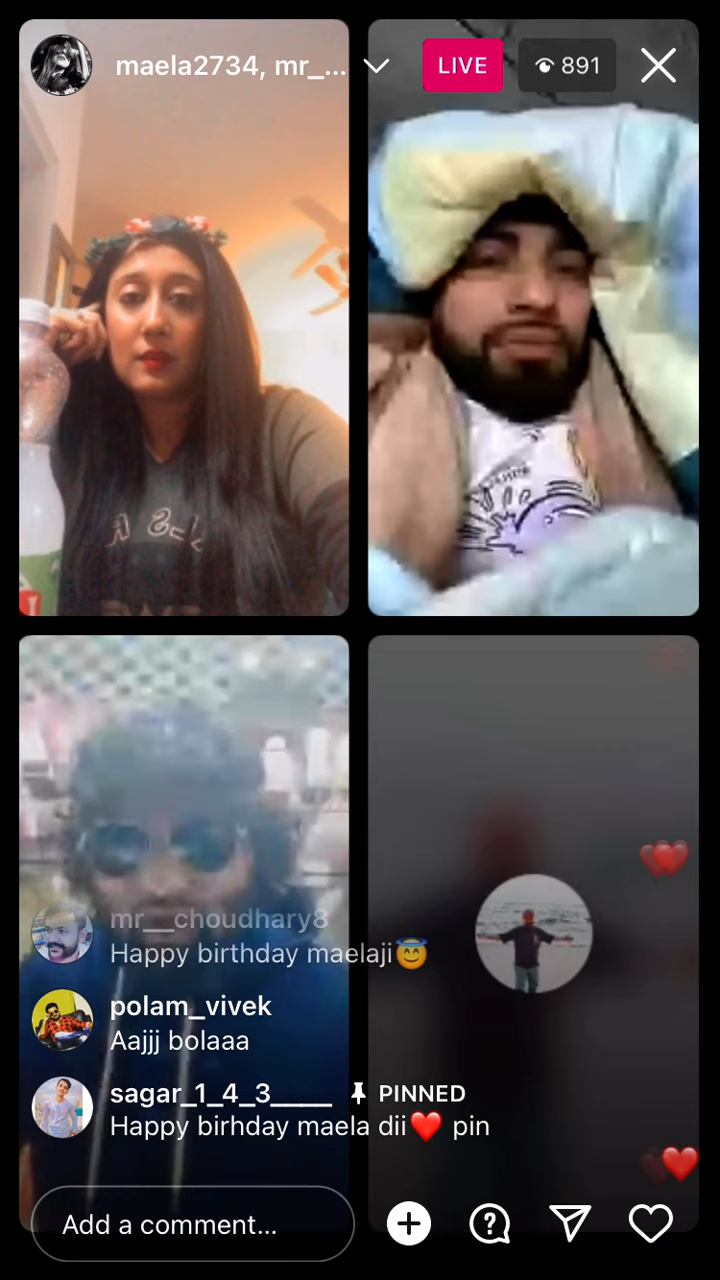 maela2734, mr_...
LIVE
891
mr__choudhary8
Happy birthday maelaji😇
polam_vivek
Aajjj bolaaa
sagar_1_4_3____ PINNED
Happy birhday maela dii❤️ pin
Add a comment...